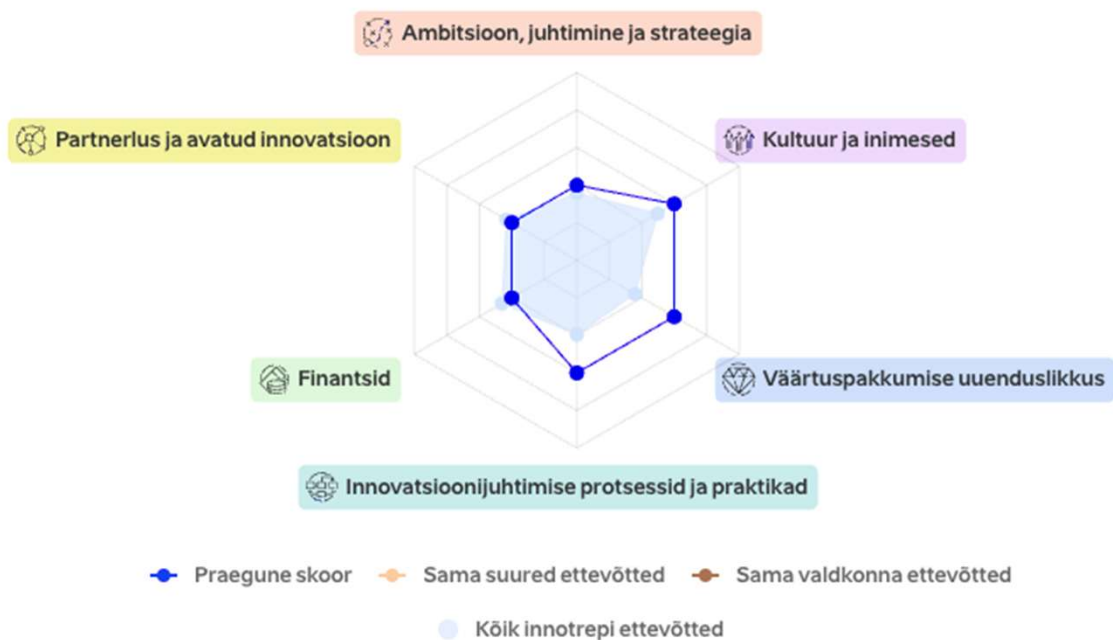 Ambitsioon, juhtimine ja strateegia
Partnerlus ja avatud innovatsioon
Kultuur ja inimesed
Finantsid
Väärtuspakkumise uuenduslikkus
Innovatsioonijuhtimise protsessid ja praktikad
Praegune skoor
Sama suured ettevõtted
Sama valdkonna ettevõtted
Kõik innotrepi ettevõtted